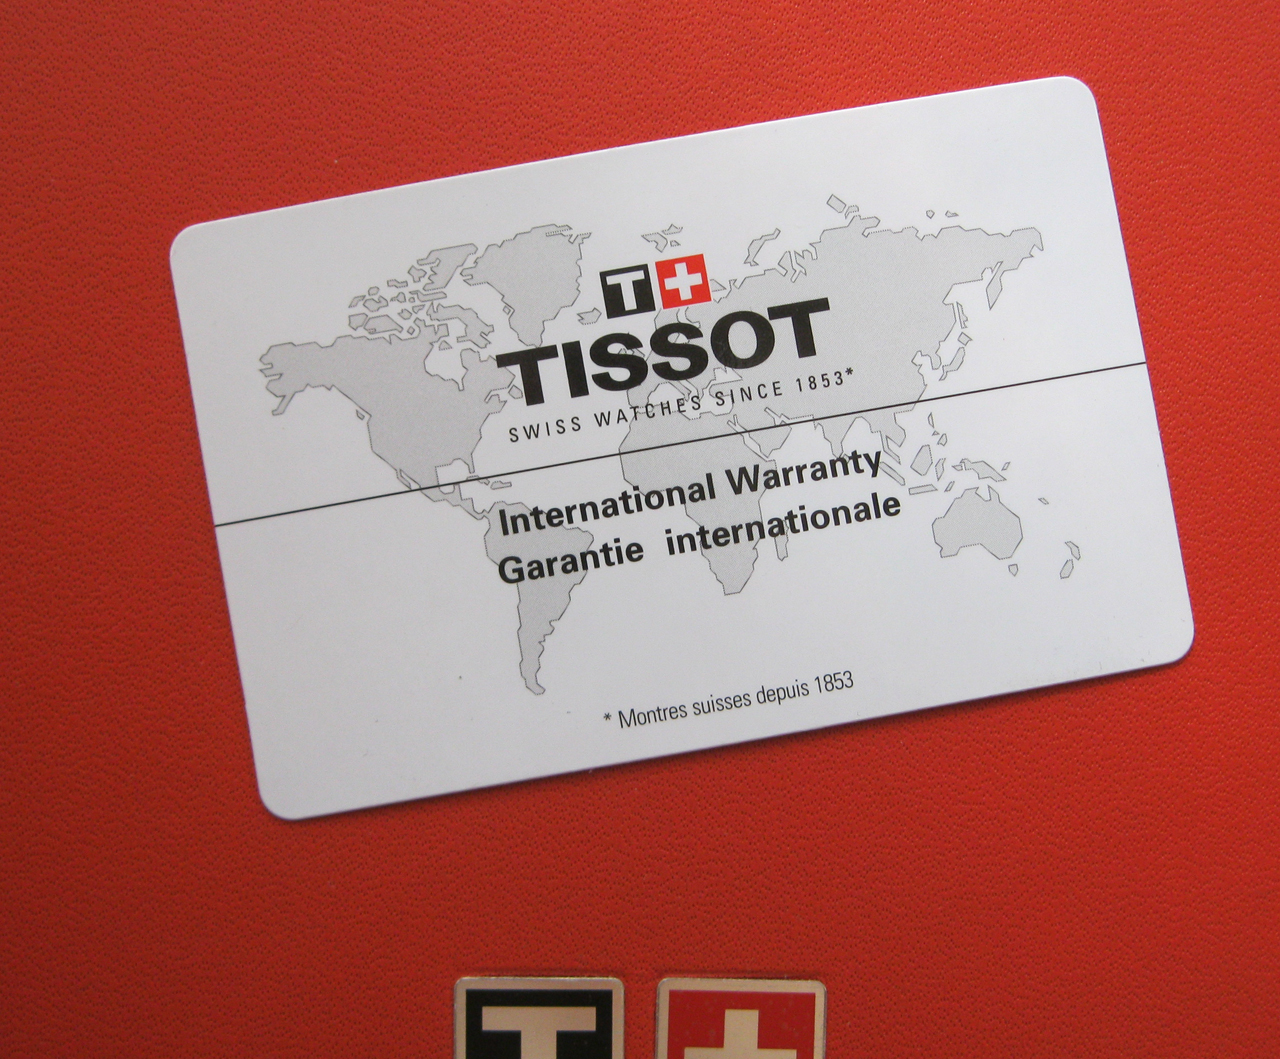 T
TISSOT
SWISS WATCHES SINCE 1853*
International Warranty
Garantie internationale
* Montres suisses depuis 1853
T